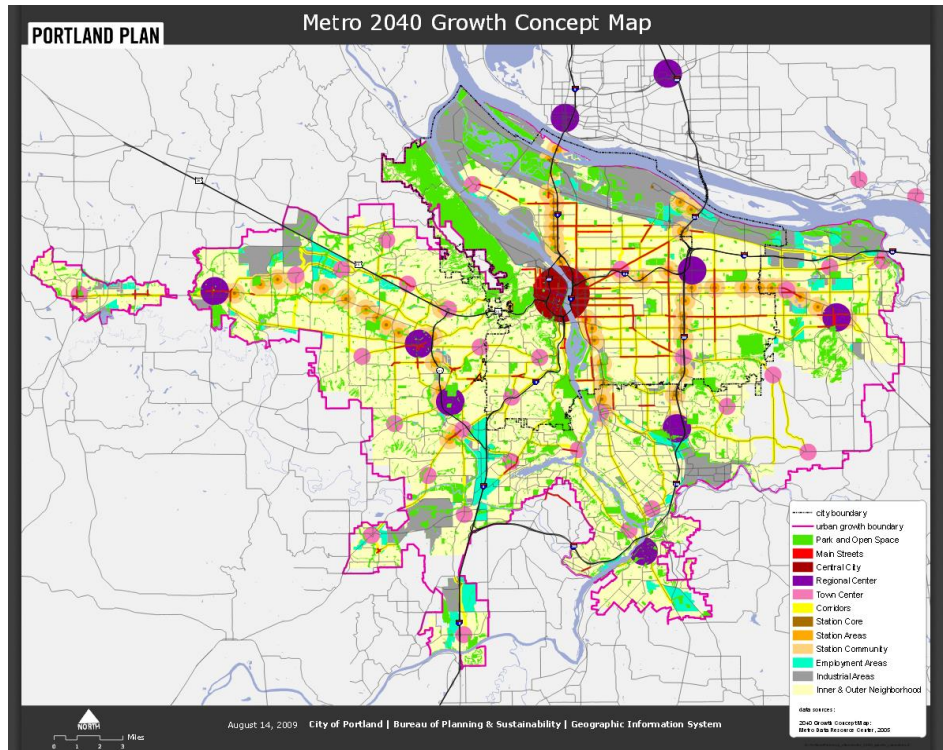 Metro 2040 Growth Concept Map
PORTLAND PLAN
city boundary
urban growth boundary
Park and Open Space
Main Streets
Central City
Regional Center
Town Center
Corridors
Station Core
Station Areas
Station Community
Employment Areas
Industrial Areas
Inner & Outer Neighborhood
data sources:
2040 Growth Concept Map:
Metro Data Resource Center, 2005
NORTH
0 1 2 3 Miles
August 14, 2009 City of Portland | Bureau of Planning & Sustainability | Geographic Information System